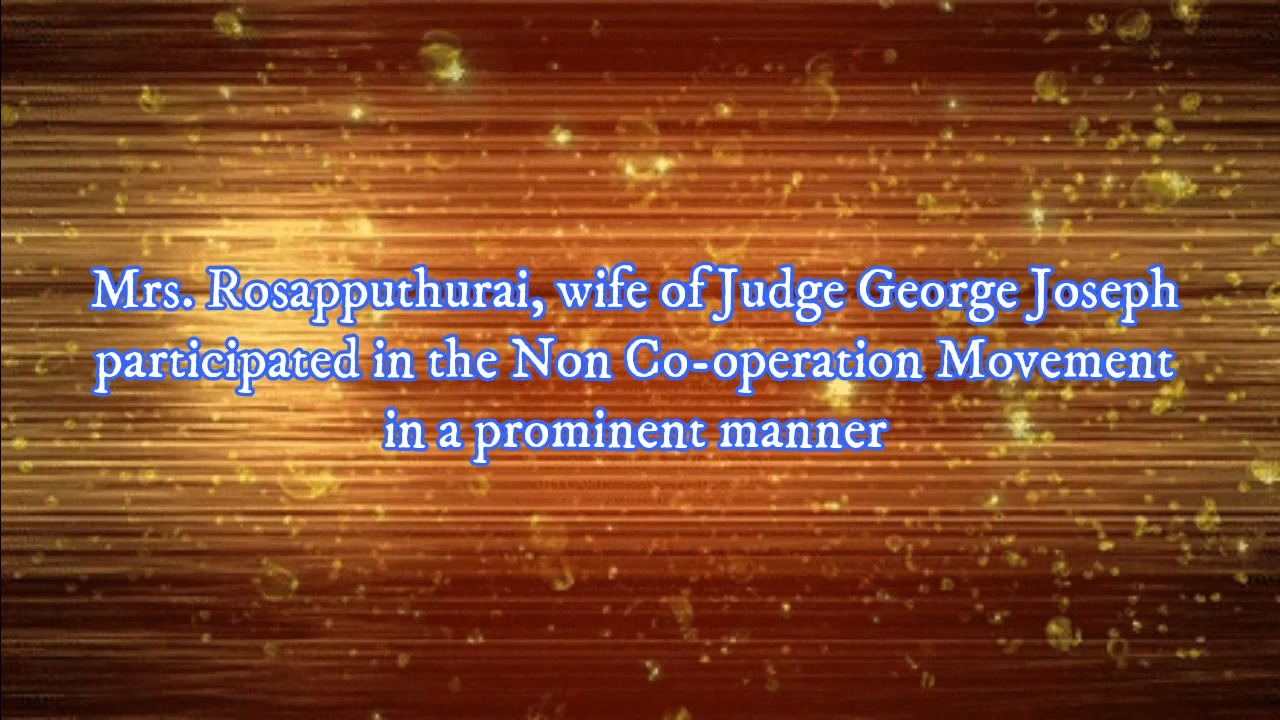 Mrs. Rosapputhurai, wife of Judge George Joseph
participated in the Non Co-operation Movement
in a prominent manner